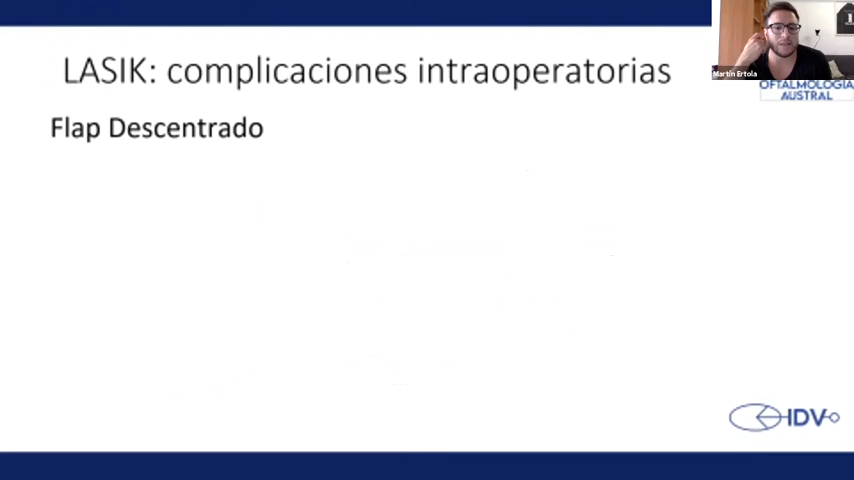 LASIK: complicaciones intraoperatorias
Martín Ertola
OFTALMOLOGÍA
AUSTRAL
Flap Descentrado
IDV